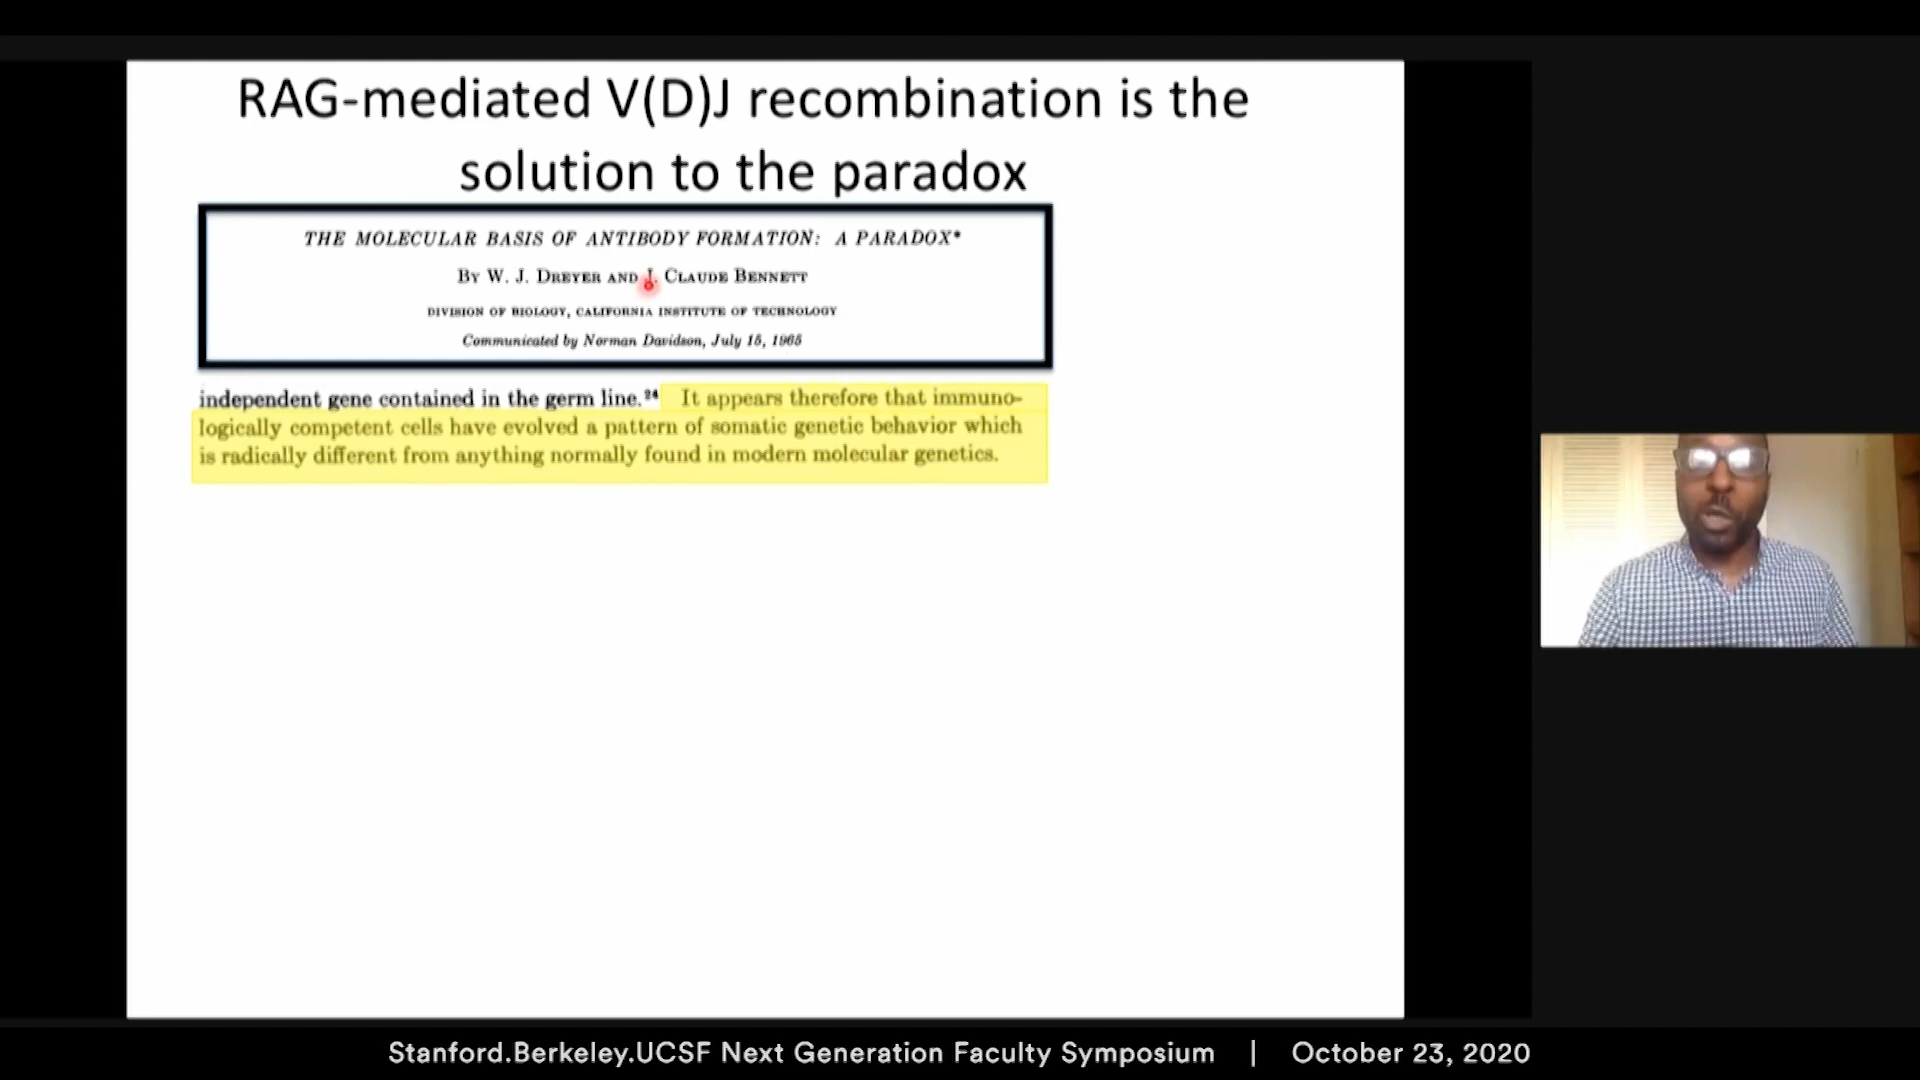 RAG-mediated V(D)J recombination is the
solution to the paradox
THE MOLECULAR BASIS OF ANTIBODY FORMATION: A PARADOX*
BY W. J. DREYER AND J. CLAUDE BENNETT
DIVISION OF BIOLOGY, CALIFORNIA INSTITUTE OF TECHNOLOGY
Communicated by Norman Davidson, July 15, 1965
independent gene contained in the germ line.²⁴ It appears therefore that immuno-
logically competent cells have evolved a pattern of somatic genetic behavior which
is radically different from anything normally found in modern molecular genetics.
Stanford.Berkeley.UCSF Next Generation Faculty Symposium | October 23, 2020